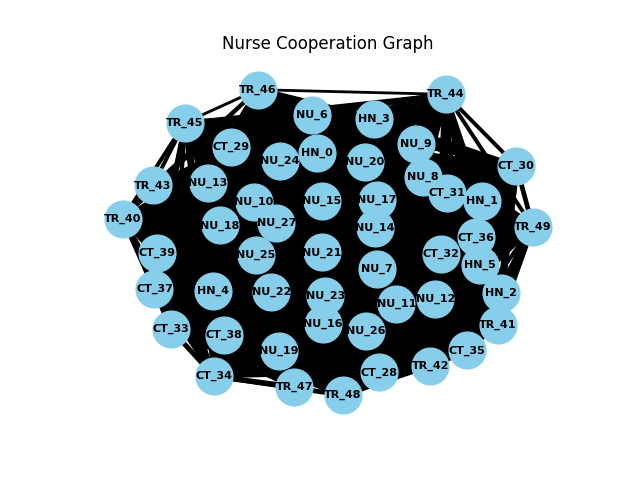 Nurse Cooperation Graph
TR_46
TR_44
NU_6
HN_3
TR_45
NU_9
CT_29
HN_0
NU_24
NU_20
CT_30
NU_8
NU_13
TR_43
CT_31
NU_10
NU_15
NU_17
HN_1
TR_40
NU_18
NU_27
NU_14
TR_49
CT_36
CT_39
NU_25
NU_21
CT_32
HN_5
NU_7
CT_37
HN_4
NU_22
NU_23
NU_11
NU_12
HN_2
CT_33
CT_38
NU_16
NU_26
TR_41
NU_19
CT_35
CT_34
CT_28
TR_42
TR_47
TR_48